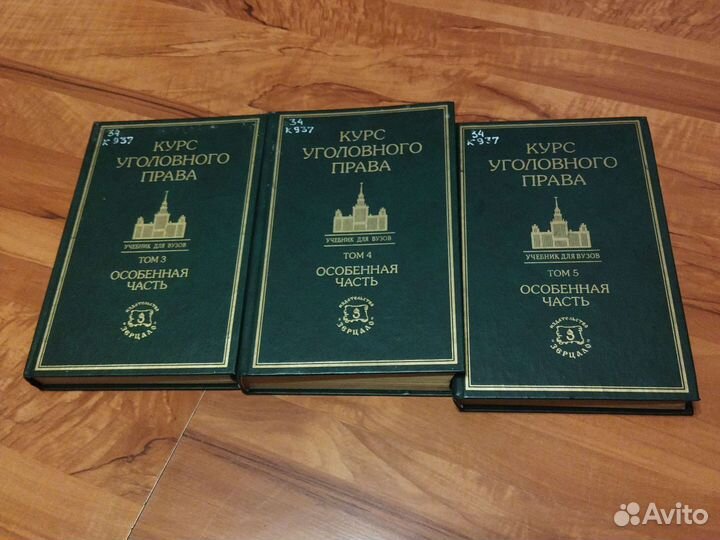 34
К 937
КУРС
УГОЛОВНОГО
ПРАВА
УЧЕБНИК ДЛЯ ВУЗОВ
ТОМ 3
ОСОБЕННАЯ
ЧАСТЬ
ИЗДАТЕЛЬСТВО
«ЗЕРЦАЛО»
34
К 937
КУРС
УГОЛОВНОГО
ПРАВА
УЧЕБНИК ДЛЯ ВУЗОВ
ТОМ 4
ОСОБЕННАЯ
ЧАСТЬ
ИЗДАТЕЛЬСТВО
«ЗЕРЦАЛО»
34
К 937
КУРС
УГОЛОВНОГО
ПРАВА
УЧЕБНИК ДЛЯ ВУЗОВ
ТОМ 5
ОСОБЕННАЯ
ЧАСТЬ
ИЗДАТЕЛЬСТВО
«ЗЕРЦАЛО»
Avito